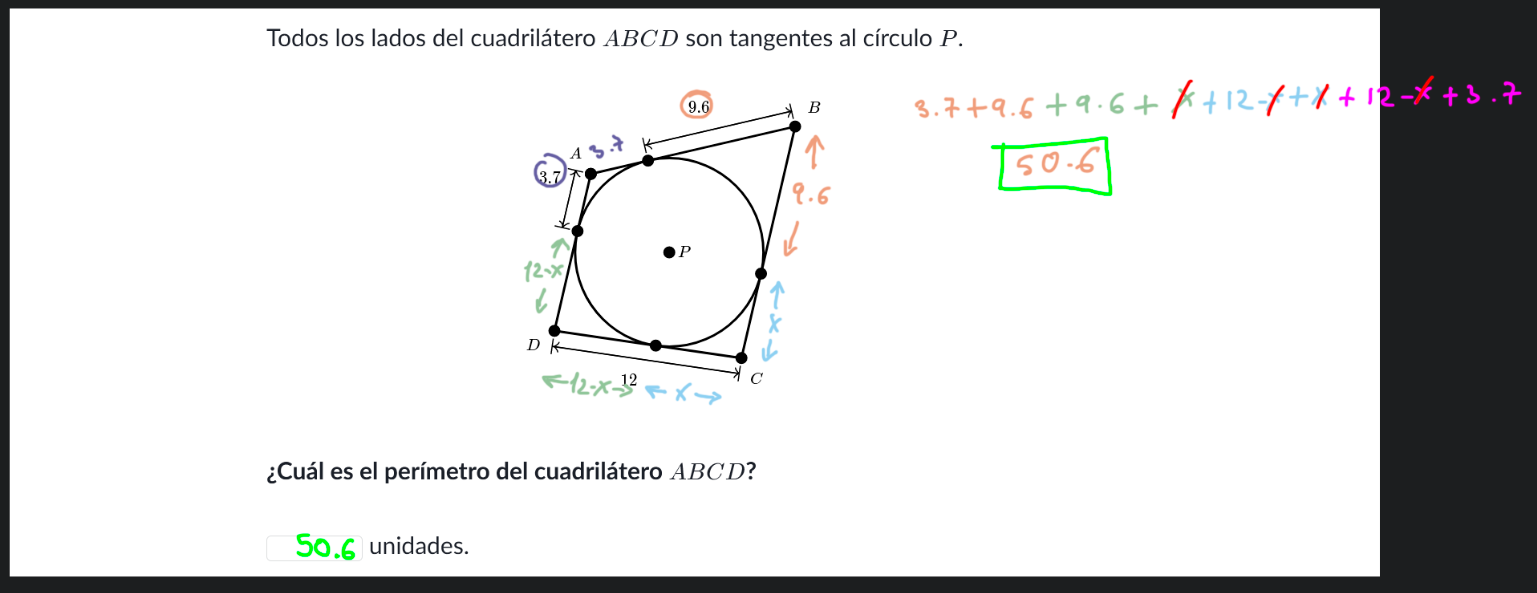 Todos los lados del cuadrilátero ABCD son tangentes al círculo P.
3.7+9.6+9.6+x+12-x+x+12-x+3.7
50.6
9.6
B
A 3.7
3.7
9.6
P
12-x
x
D
12
C
12-x
x
¿Cuál es el perímetro del cuadrilátero ABCD?
50.6 unidades.